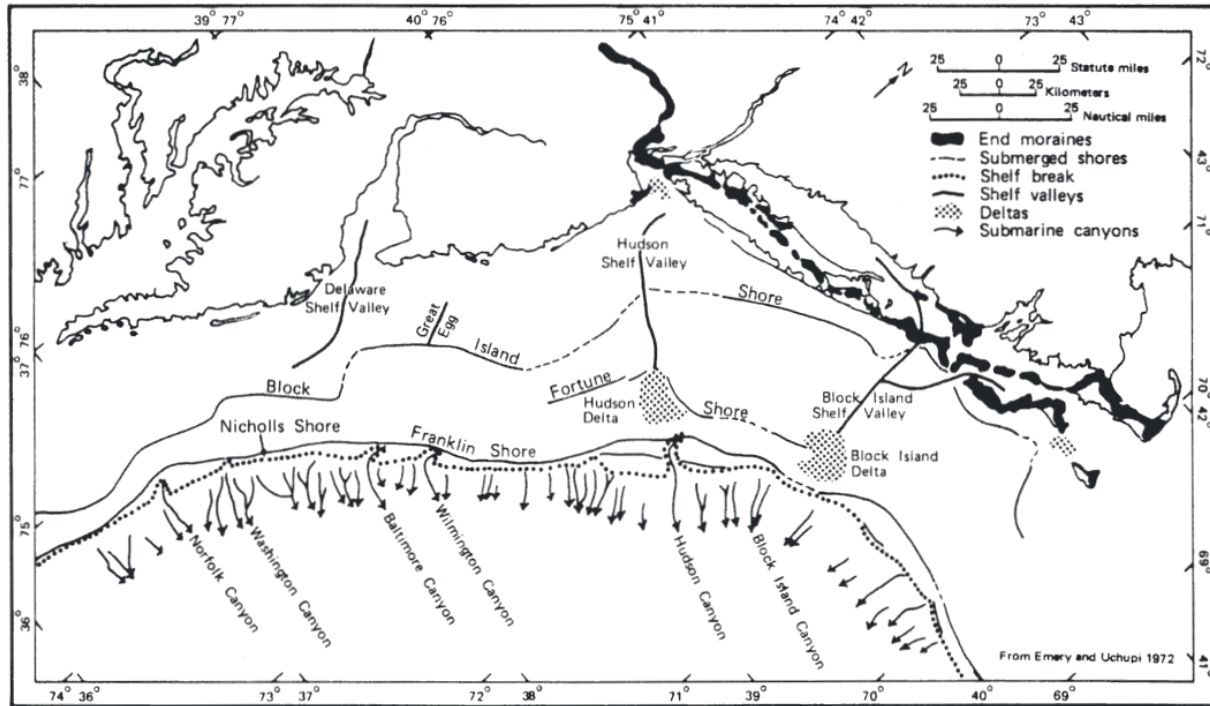 39° 77° 40° 76° 75° 41° 74° 42° 73° 43°
38°
77°
37° 76°
75°
36°
72°
43°
71°
70° 42°
69°
41°
N
25 0 25
Statute miles
25 0 25
Kilometers
25 0 25
Nautical miles
End moraines
Submerged shores
Shelf break
Shelf valleys
Deltas
Submarine canyons
Hudson
Shelf Valley
Delaware
Shelf Valley
Great
Egg
Block Island Shore
Fortune Shore
Hudson
Delta
Block Island
Shelf Valley
Block Island
Delta
Nicholls Shore
Franklin Shore
Norfolk Canyon
Washington Canyon
Baltimore Canyon
Wilmington Canyon
Hudson Canyon
Block Island Canyon
From Emery and Uchupi 1972
74° 36° 73° 37° 72° 38° 71° 39° 70° 40° 69°